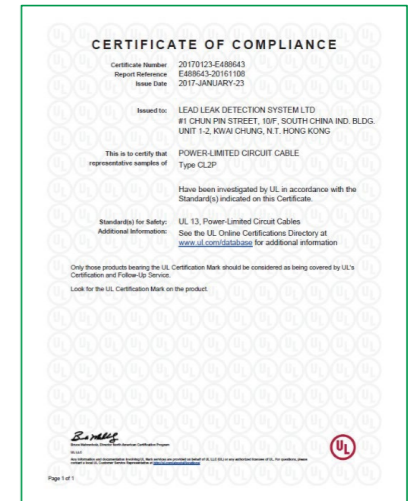 CERTIFICATE OF COMPLIANCE
Certificate Number 20170123-E488643
Report Reference E488643-20161108
Issue Date 2017-JANUARY-23
Issued to: LEAD LEAK DETECTION SYSTEM LTD
#1 CHUN PIN STREET, 10/F, SOUTH CHINA IND. BLDG.
UNIT 1-2, KWAI CHUNG, N.T. HONG KONG
This is to certify that POWER-LIMITED CIRCUIT CABLE
representative samples of Type CL2P
Have been investigated by UL in accordance with the
Standard(s) indicated on this Certificate.
Standard(s) for Safety: UL 13, Power-Limited Circuit Cables
Additional Information: See the UL Online Certifications Directory at
www.ul.com/database for additional information
Only those products bearing the UL Certification Mark should be considered as being covered by UL's
Certification and Follow-Up Service.
Look for the UL Certification Mark on the product.
UL
Page 1 of 1